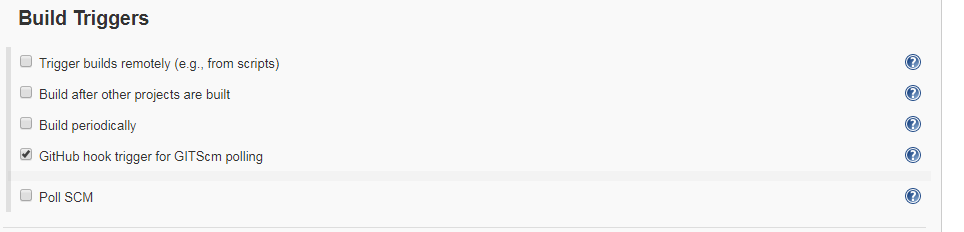 Build Triggers
Trigger builds remotely (e.g., from scripts)
Build after other projects are built
Build periodically
GitHub hook trigger for GITScm polling
Poll SCM